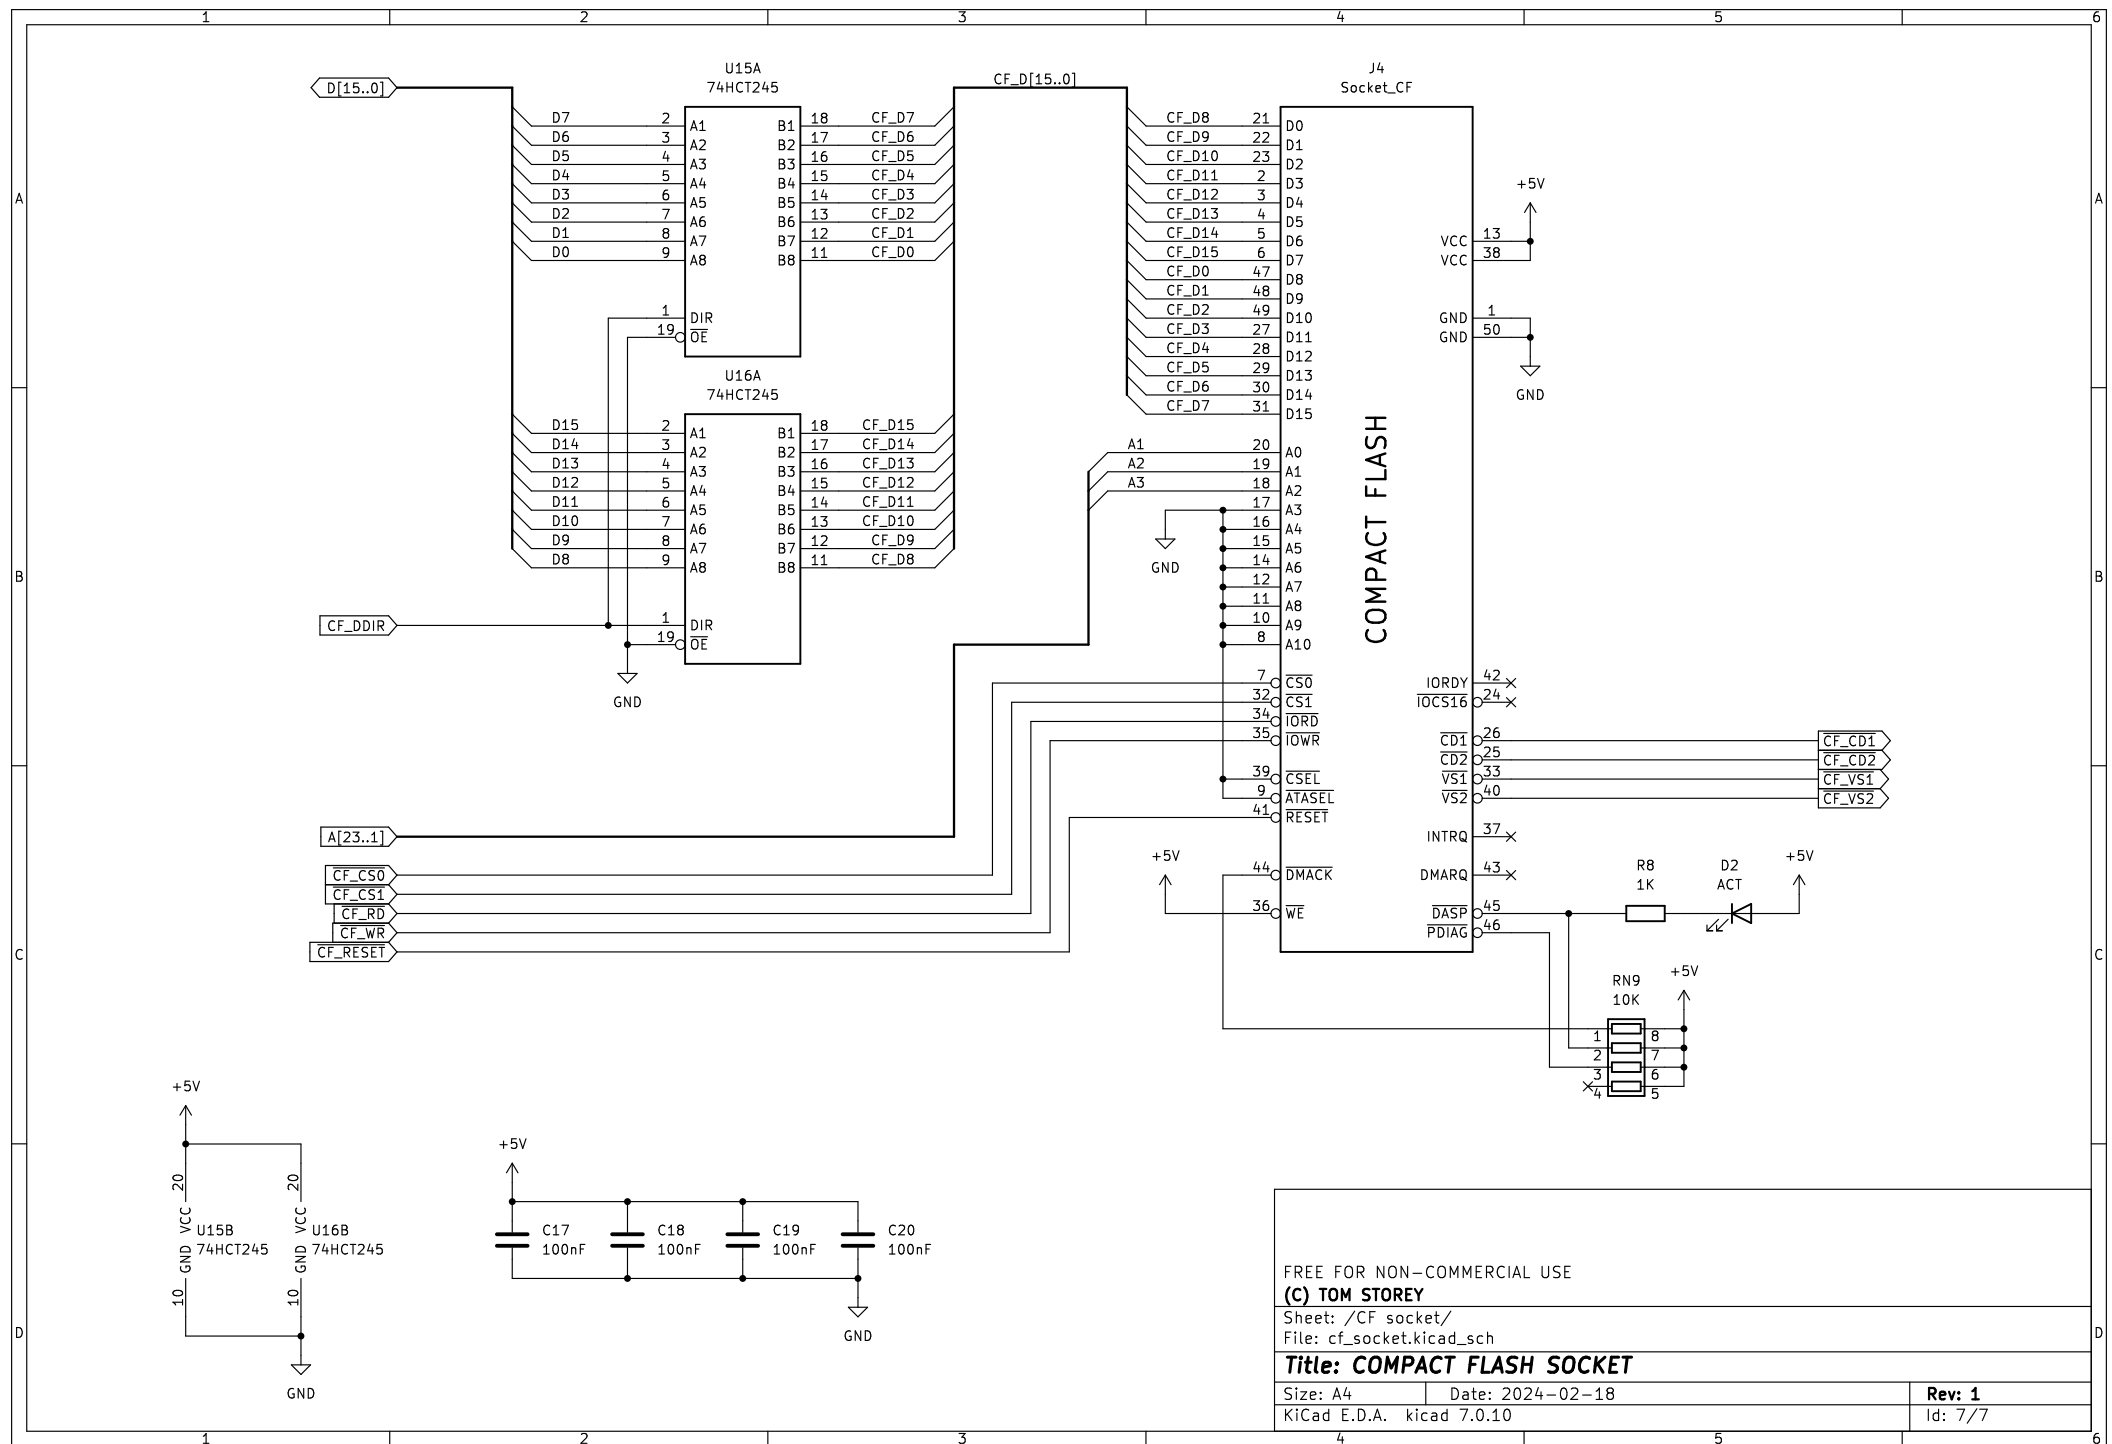 1 2 3 4 5 6
U15A
74HCT245
J4
Socket_CF
D[15..0]
CF_D[15..0]
D7 2 A1 B1 18 CF_D7
D6 3 A2 B2 17 CF_D6
D5 4 A3 B3 16 CF_D5
D4 5 A4 B4 15 CF_D4
D3 6 A5 B5 14 CF_D3
D2 7 A6 B6 13 CF_D2
D1 8 A7 B7 12 CF_D1
D0 9 A8 B8 11 CF_D0
1 DIR
19 OE
U16A
74HCT245
D15 2 A1 B1 18 CF_D15
D14 3 A2 B2 17 CF_D14
D13 4 A3 B3 16 CF_D13
D12 5 A4 B4 15 CF_D12
D11 6 A5 B5 14 CF_D11
D10 7 A6 B6 13 CF_D10
D9 8 A7 B7 12 CF_D9
D8 9 A8 B8 11 CF_D8
CF_DDIR
1 DIR
19 OE
GND
CF_D8 21 D0
CF_D9 22 D1
CF_D10 23 D2
CF_D11 2 D3
CF_D12 3 D4
CF_D13 4 D5
CF_D14 5 D6
CF_D15 6 D7
CF_D0 47 D8
CF_D1 48 D9
CF_D2 49 D10
CF_D3 27 D11
CF_D4 28 D12
CF_D5 29 D13
CF_D6 30 D14
CF_D7 31 D15
A1 20 A0
A2 19 A1
A3 18 A2
17 A3
16 A4
15 A5
14 A6
12 A7
11 A8
10 A9
8 A10
GND
COMPACT FLASH
7 CS0
32 CS1
34 IORD
35 IOWR
39 CSEL
9 ATASEL
41 RESET
44 DMACK
36 WE
+5V
+5V
VCC 13
VCC 38
GND 1
GND 50
GND
IORDY 42
IOCS16 24
CD1 26 CF_CD1
CD2 25 CF_CD2
VS1 33 CF_VS1
VS2 40 CF_VS2
INTRQ 37
DMARQ 43
DASP 45
PDIAG 46
R8
1K
D2
ACT
+5V
RN9
10K
+5V
1 8
2 7
3 6
4 5
A[23..1]
CF_CS0
CF_CS1
CF_RD
CF_WR
CF_RESET
+5V
20 VCC U15B
74HCT245
GND 10
20 VCC U16B
74HCT245
GND 10
GND
+5V
C17
100nF
C18
100nF
C19
100nF
C20
100nF
GND
A A
B B
C C
D D
FREE FOR NON-COMMERCIAL USE
(C) TOM STOREY
Sheet: /CF socket/
File: cf_socket.kicad_sch
Title: COMPACT FLASH SOCKET
Size: A4 Date: 2024-02-18 Rev: 1
KiCad E.D.A. kicad 7.0.10 Id: 7/7
1 2 3 4 5 6